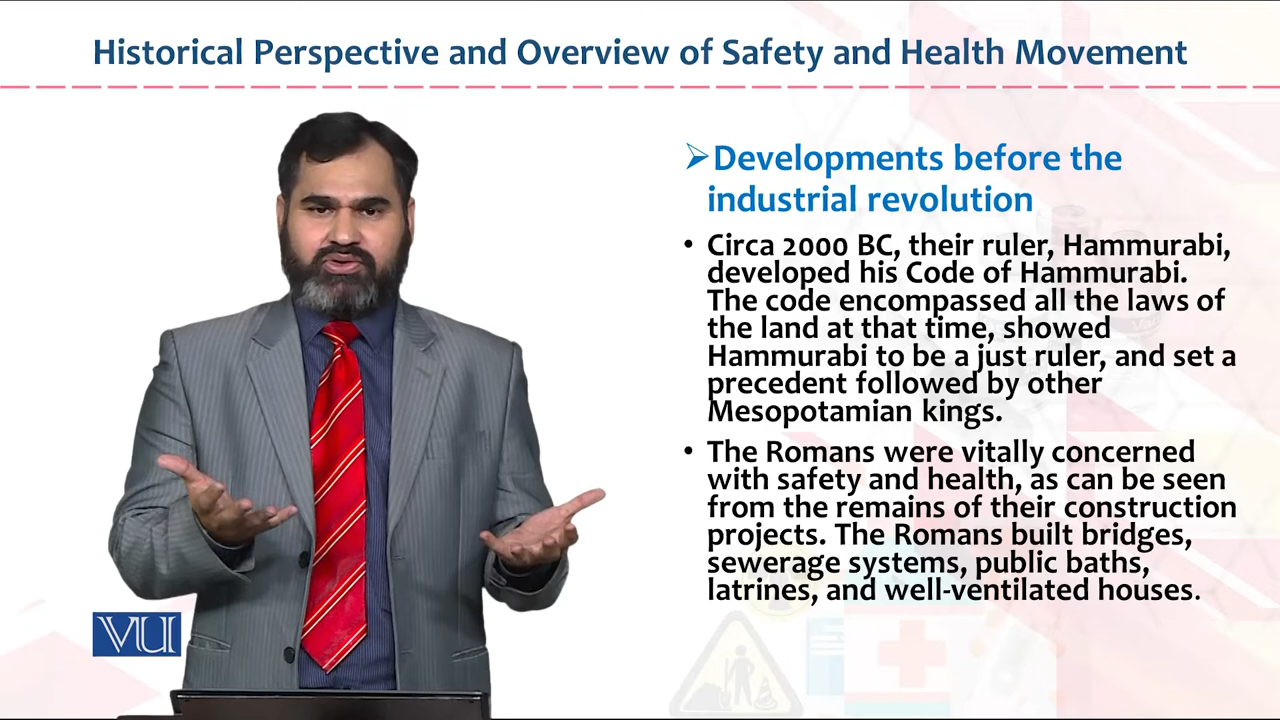 Historical Perspective and Overview of Safety and Health Movement
➢Developments before the
industrial revolution
• Circa 2000 BC, their ruler, Hammurabi,
developed his Code of Hammurabi.
The code encompassed all the laws of
the land at that time, showed
Hammurabi to be a just ruler, and set a
precedent followed by other
Mesopotamian kings.
• The Romans were vitally concerned
with safety and health, as can be seen
from the remains of their construction
projects. The Romans built bridges,
sewerage systems, public baths,
latrines, and well-ventilated houses.
VU